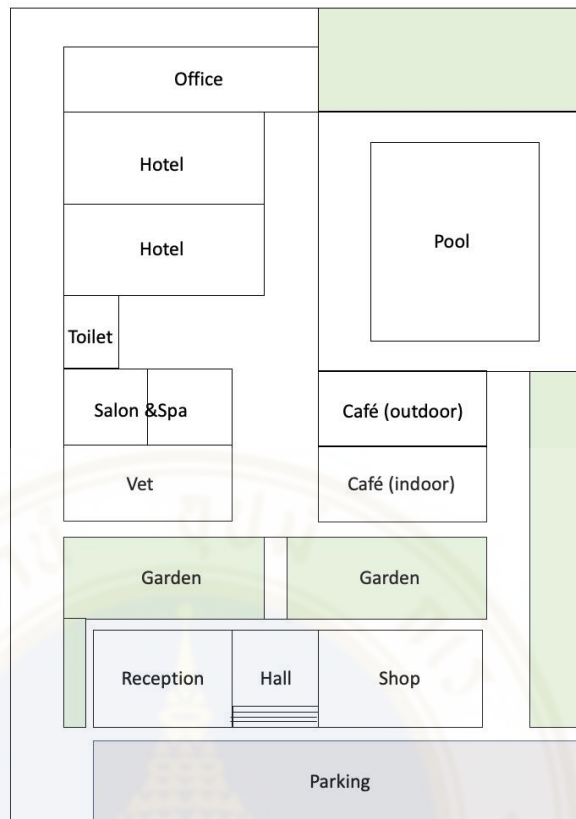 Office
Hotel
Hotel
Pool
Toilet
Salon &Spa
Café (outdoor)
Vet
Café (indoor)
Garden
Garden
Reception
Hall
Shop
Parking